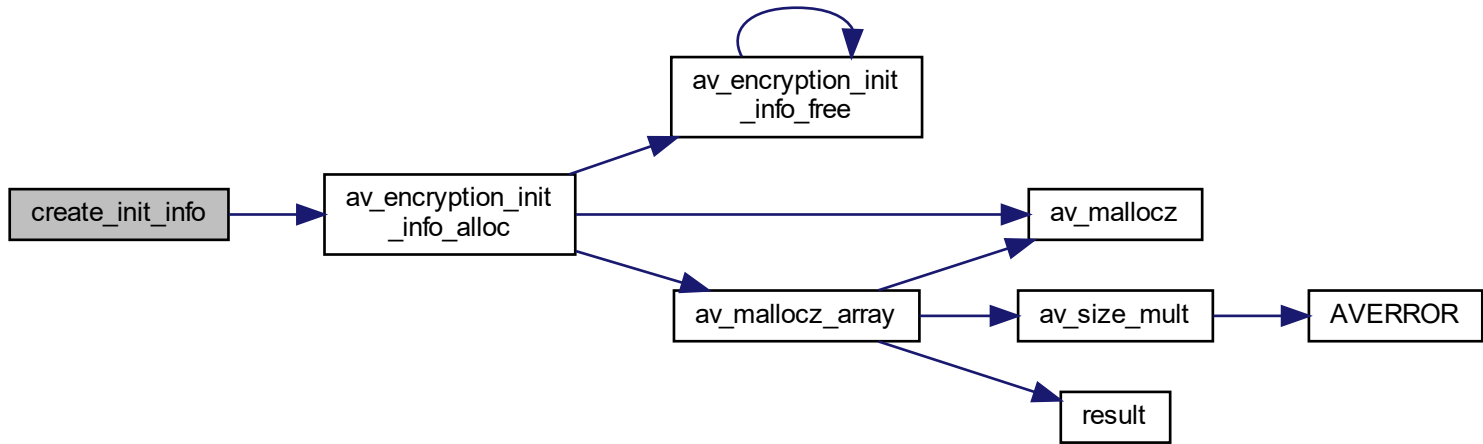 av_encryption_init
_info_free
create_init_info
av_encryption_init
_info_alloc
av_mallocz
av_mallocz_array
av_size_mult
AVERROR
result